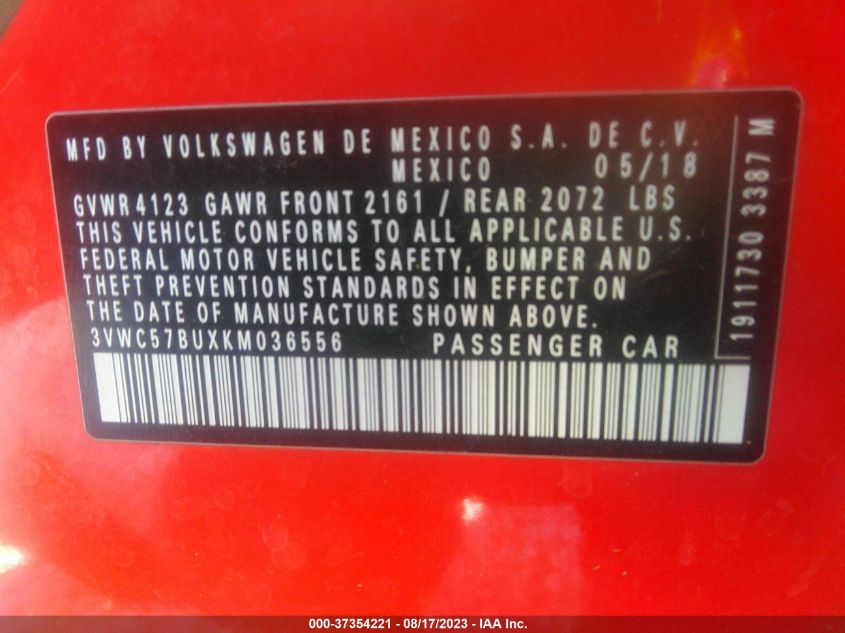 MFD BY VOLKSWAGEN DE MEXICO S.A. DE C.V.
MEXICO 05/18
GVWR 4123 GAWR FRONT 2161 / REAR 2072 LBS
THIS VEHICLE CONFORMS TO ALL APPLICABLE U.S.
FEDERAL MOTOR VEHICLE SAFETY, BUMPER AND
THEFT PREVENTION STANDARDS IN EFFECT ON
THE DATE OF MANUFACTURE SHOWN ABOVE.
3VWC57BUXKM036556 PASSENGER CAR
1911730 3387 M
000-37354221 - 08/17/2023 - IAA Inc.